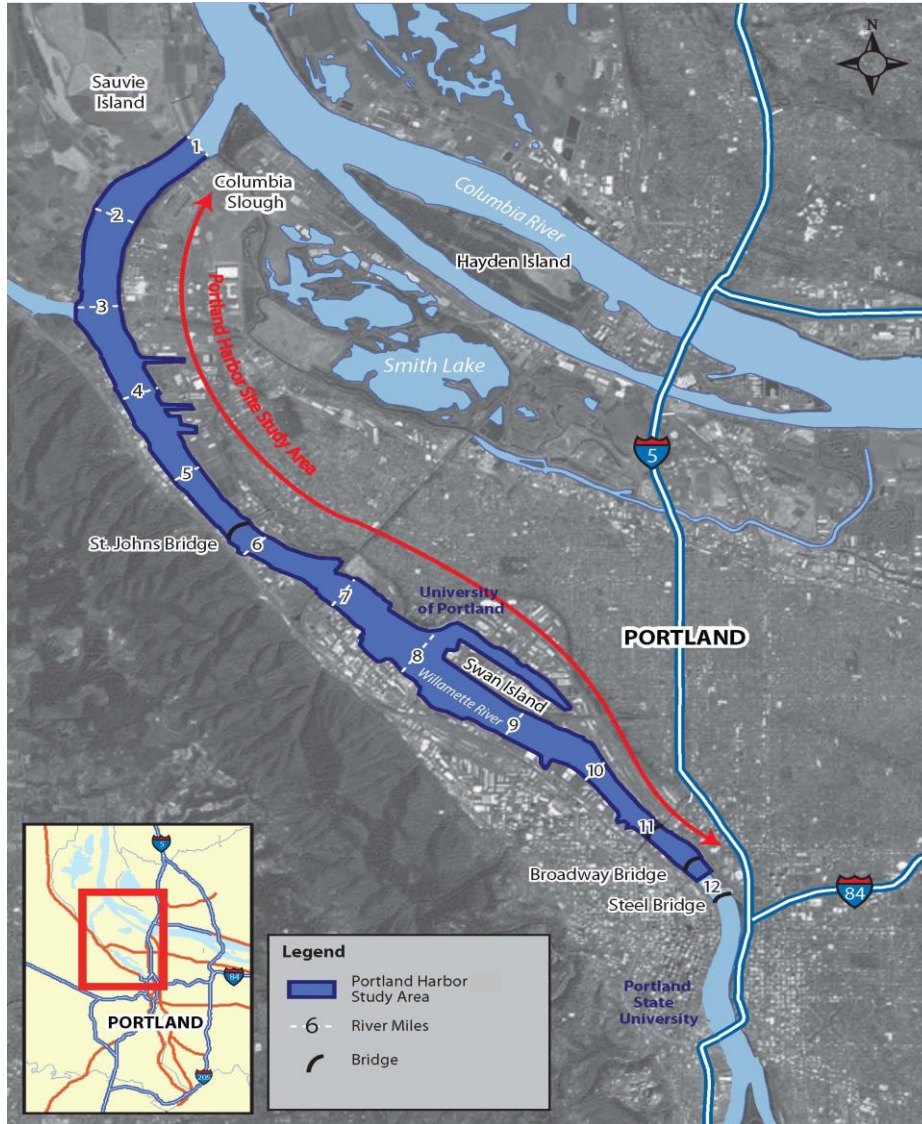 N
Sauvie
Island
1
Columbia
Slough
2
Columbia River
Hayden Island
3
Portland Harbor Site Study Area
Smith Lake
4
5
5
St. Johns Bridge
6
7
University
of Portland
PORTLAND
8
Swan Island
Willamette River
9
10
11
Broadway Bridge
12
Steel Bridge
84
Portland
State
University
5
84
PORTLAND
205
Legend
Portland Harbor
Study Area
6
River Miles
Bridge